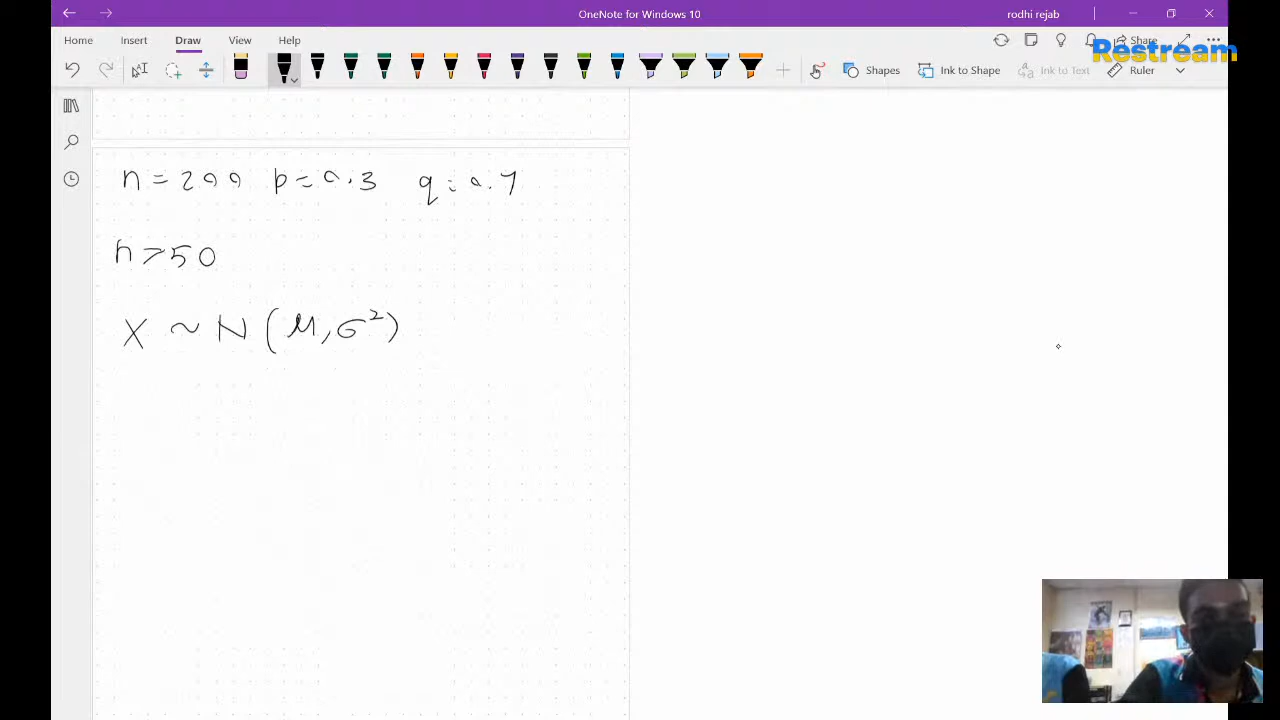 OneNote for Windows 10
rodhi rejab
Home Insert Draw View Help
Share
Restream
Shapes Ink to Shape Ink to Text Ruler
n = 200 p = 0.3 q = 0.7
n > 50
X ~ N (μ, σ²)